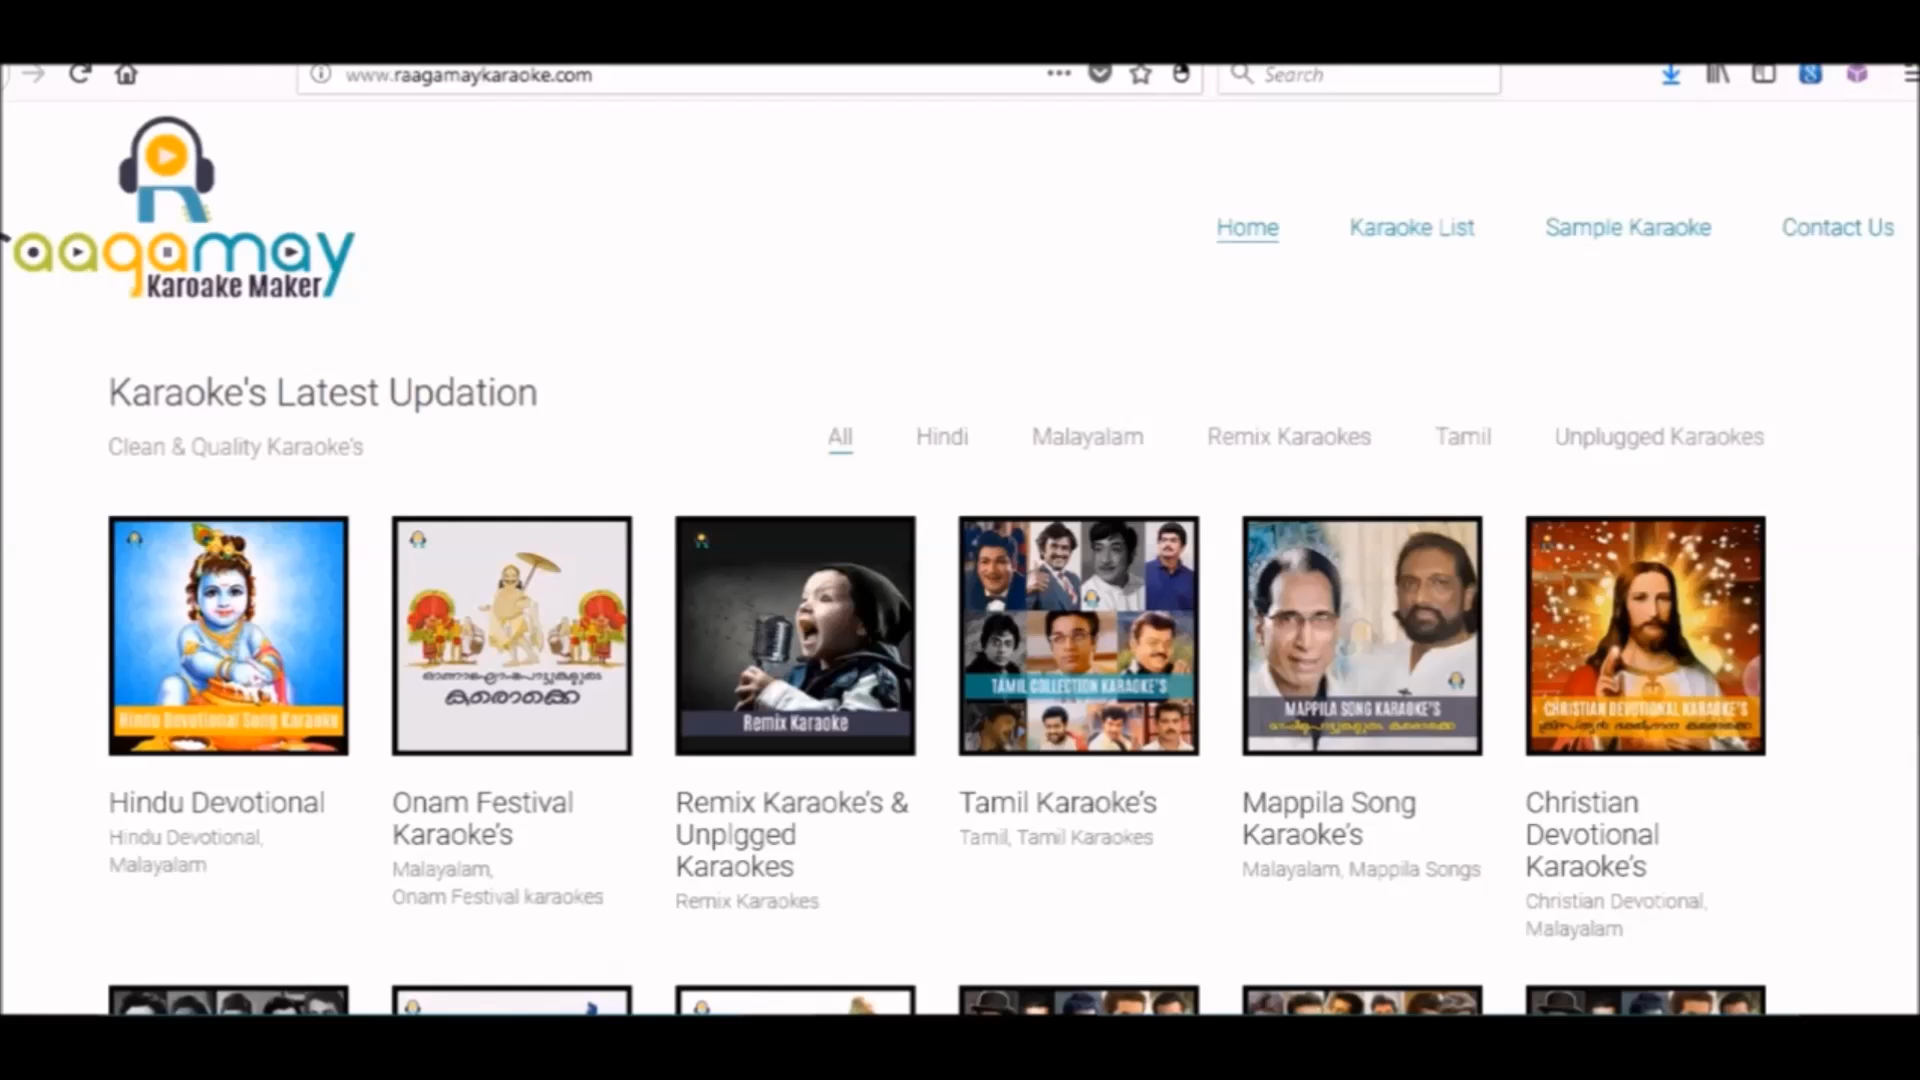 www.raagamaykaraoke.com
Search
raagamay
Karoake Maker
Home
Karaoke List
Sample Karaoke
Contact Us
Karaoke's Latest Updation
Clean & Quality Karaoke's
All
Hindi
Malayalam
Remix Karaokes
Tamil
Unplugged Karaokes
Hindu Devotional Song Karaoke
കരൊക്കെ
Remix Karaoke
TAMIL COLLECTION KARAOKE'S
MAPPILA SONG KARAOKE'S
CHRISTIAN DEVOTIONAL KARAOKE'S
Hindu Devotional
Hindu Devotional,
Malayalam
Onam Festival
Karaoke's
Malayalam,
Onam Festival karaokes
Remix Karaoke's &
Unplgged
Karaokes
Remix Karaokes
Tamil Karaoke's
Tamil, Tamil Karaokes
Mappila Song
Karaoke's
Malayalam, Mappila Songs
Christian
Devotional
Karaoke's
Christian Devotional,
Malayalam